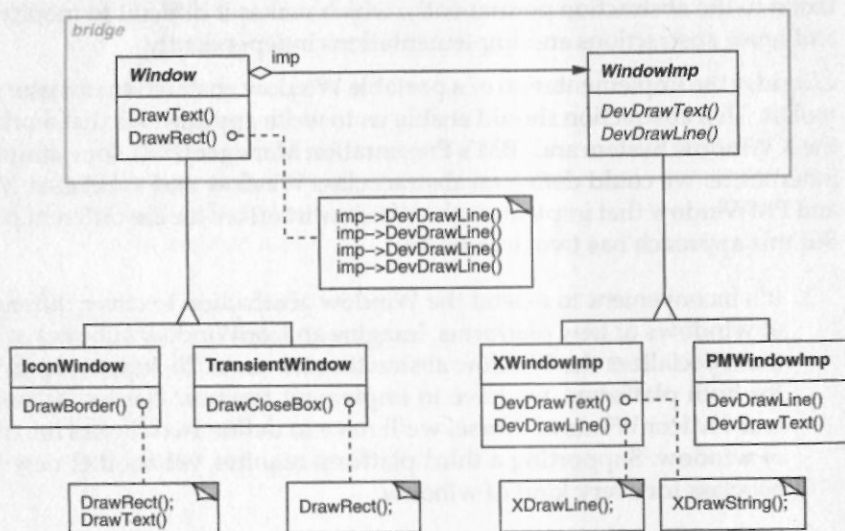 bridge
Window
imp
WindowImp
DrawText()
DrawRect()
DevDrawText()
DevDrawLine()
imp–>DevDrawLine()
imp–>DevDrawLine()
imp–>DevDrawLine()
imp–>DevDrawLine()
IconWindow
TransientWindow
XWindowImp
PMWindowImp
DrawBorder()
DrawCloseBox()
DevDrawText()
DevDrawLine()
DevDrawLine()
DevDrawText()
DrawRect();
DrawText()
DrawRect();
XDrawLine();
XDrawString();